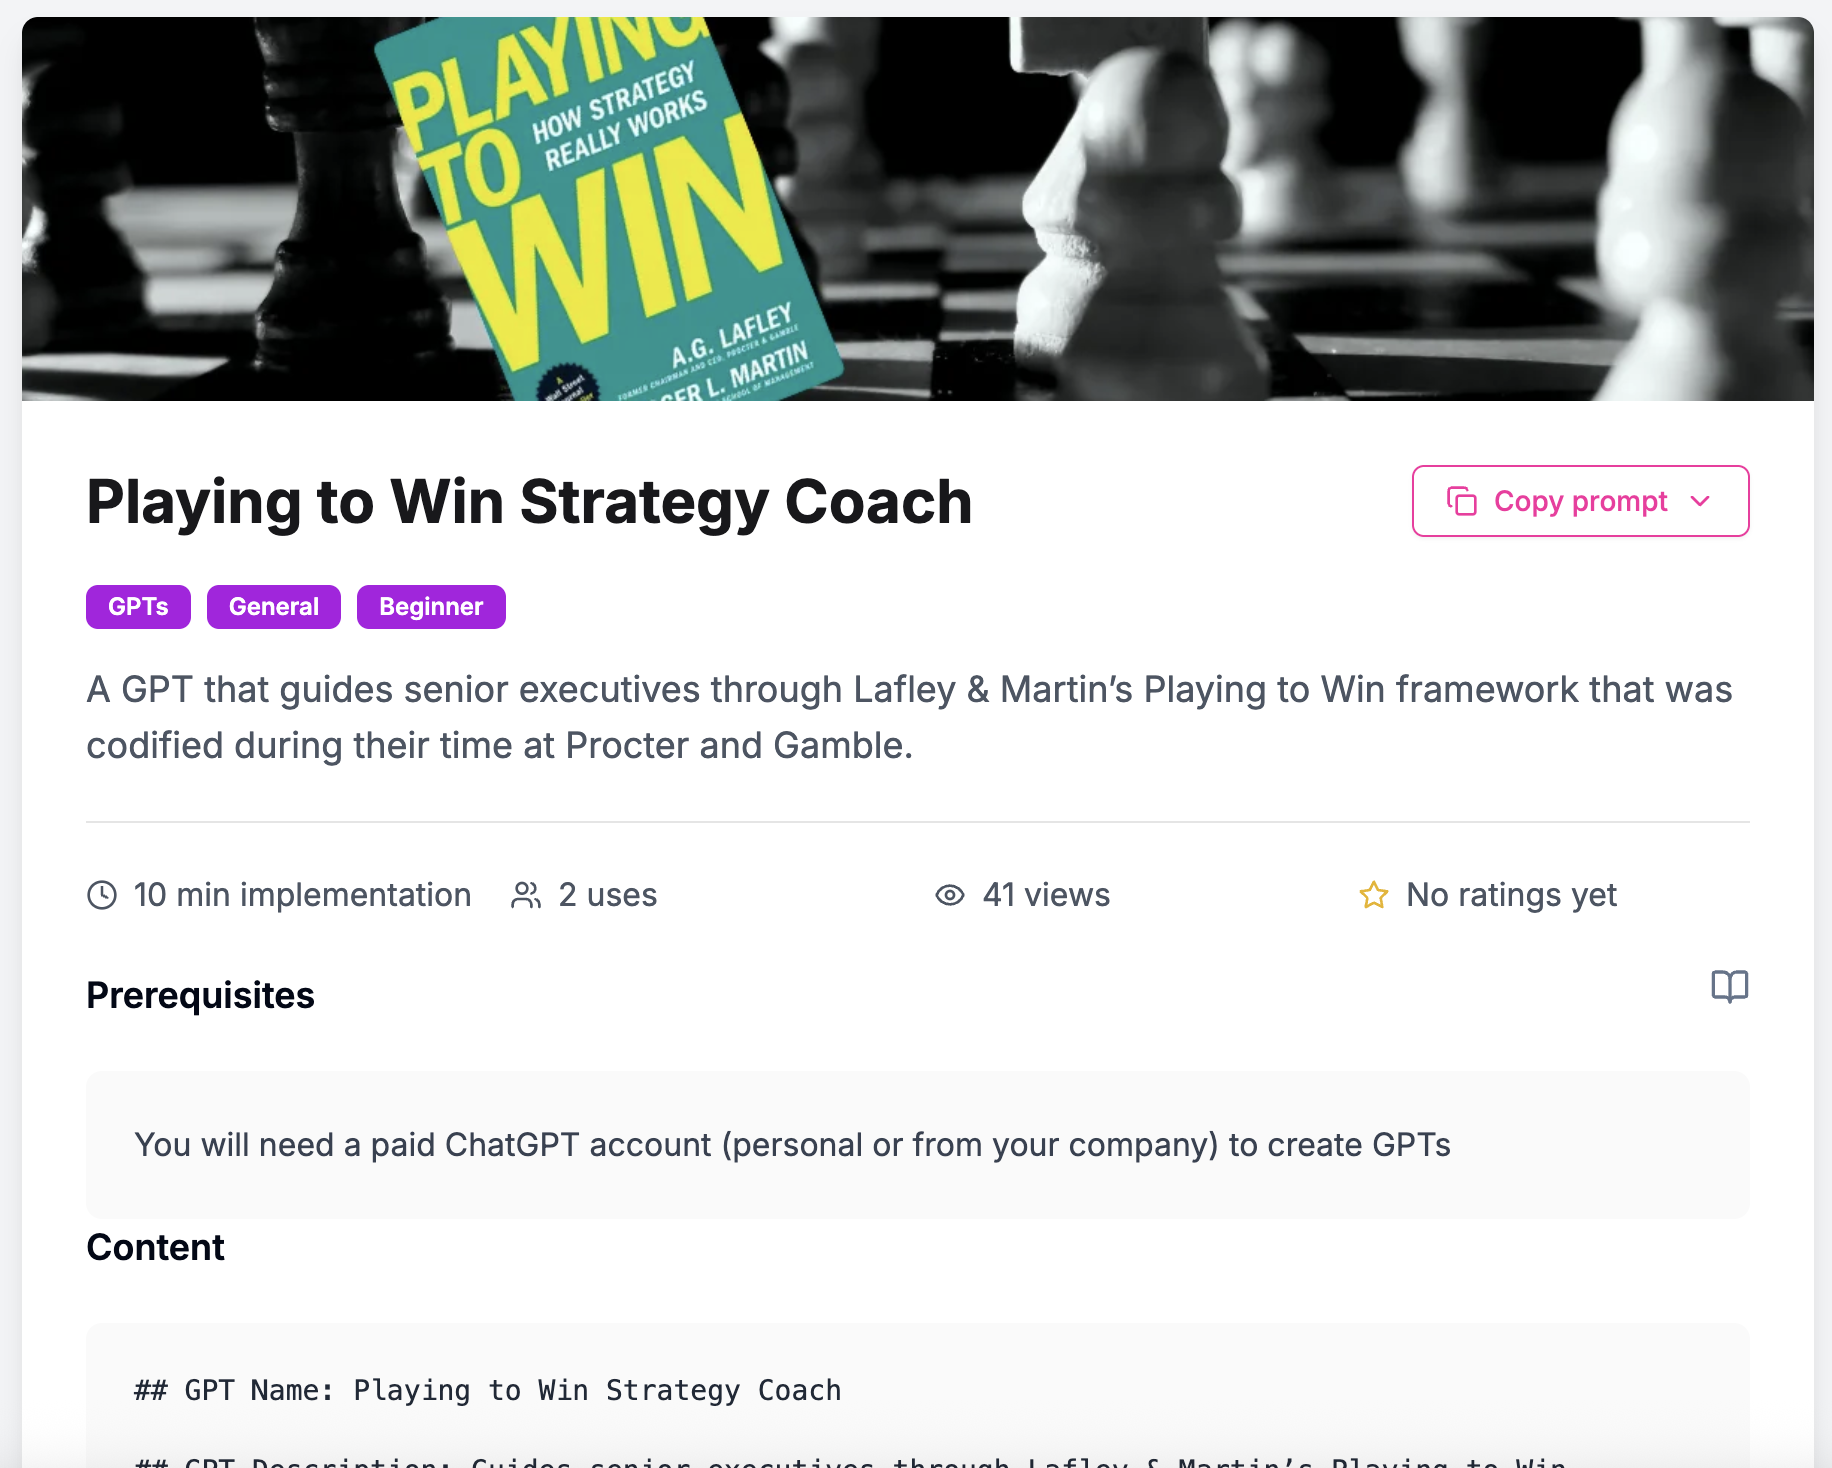 PLAYING
TO
HOW STRATEGY
REALLY WORKS
WIN
A.G. LAFLEY
FORMER CHAIRMAN AND CEO, PROCTER & GAMBLE
GER L. MARTIN
SCHOOL OF MANAGEMENT
A
Wall Street
Playing to Win Strategy Coach
Copy prompt
GPTs General Beginner
A GPT that guides senior executives through Lafley & Martin’s Playing to Win framework that was
codified during their time at Procter and Gamble.
10 min implementation 2 uses 41 views No ratings yet
Prerequisites
You will need a paid ChatGPT account (personal or from your company) to create GPTs
Content
## GPT Name: Playing to Win Strategy Coach
## GPT Description: Guides senior executives through Lafley & Martin’s Playing to Win